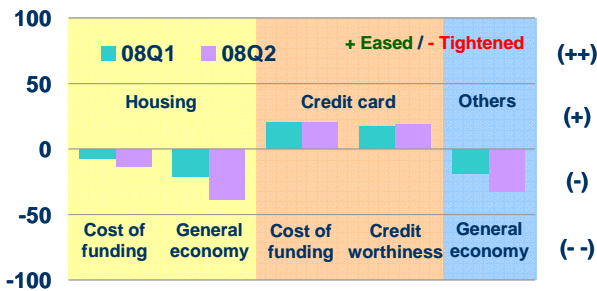 100
08Q1 08Q2
+ Eased / - Tightened
(++)
50
Housing Credit card Others
(+)
0
(-)
-50
Cost of funding
General economy
Cost of funding
Credit worthiness
General economy
(- -)
-100